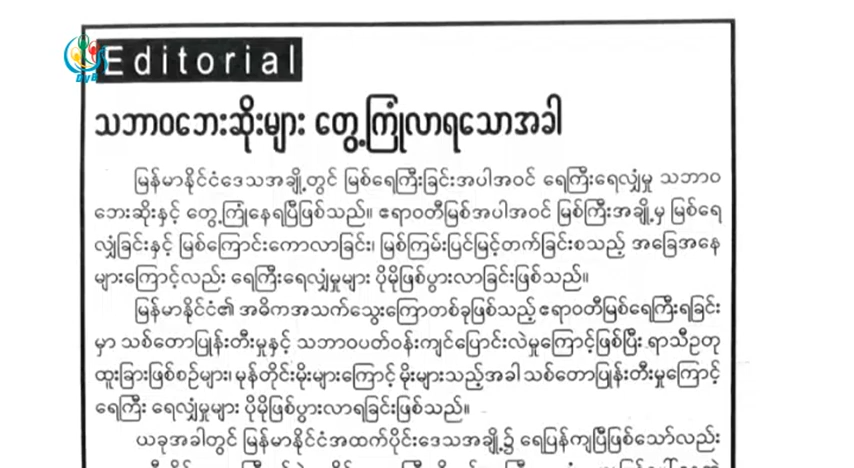 Editorial
သဘာဝဘေးဆိုးများ တွေ့ကြုံလာရသောအခါ
မြန်မာနိုင်ငံဒေသအချို့တွင် မြစ်ရေကြီးခြင်းအပါအဝင် ရေကြီးရေလျှံမှု သဘာဝ
ဘေးဆိုးနှင့် တွေ့ကြုံနေရပြီဖြစ်သည်။ ဧရာဝတီမြစ်အပါအဝင် မြစ်ကြီးအချို့မှ မြစ်ရေ
လျှံခြင်းနှင့် မြစ်ကြောင်းကောလာခြင်း၊ မြစ်ကြမ်းပြင်မြင့်တက်ခြင်းစသည့် အခြေအနေ
များကြောင့်လည်း ရေကြီးရေလျှံမှုများ ပိုမိုဖြစ်ပွားလာခြင်းဖြစ်သည်။
မြန်မာနိုင်ငံ၏ အဓိကအသက်သွေးကြောတစ်ခုဖြစ်သည့် ဧရာဝတီမြစ်ရေကြီးရခြင်း
မှာ သစ်တောပြုန်းတီးမှုနှင့် သဘာဝပတ်ဝန်းကျင်ပြောင်းလဲမှုကြောင့်ဖြစ်ပြီး ရာသီဥတု
ထူးခြားဖြစ်စဉ်များ၊ မုန်တိုင်းမိုးများကြောင့် မိုးများသည့်အခါ သစ်တောပြုန်းတီးမှုကြောင့်
ရေကြီး ရေလျှံမှုများ ပိုမိုဖြစ်ပွားလာရခြင်းဖြစ်သည်။
ယခုအခါတွင် မြန်မာနိုင်ငံအထက်ပိုင်းဒေသအချို့၌ ရေပြန်ကျပြီဖြစ်သော်လည်း